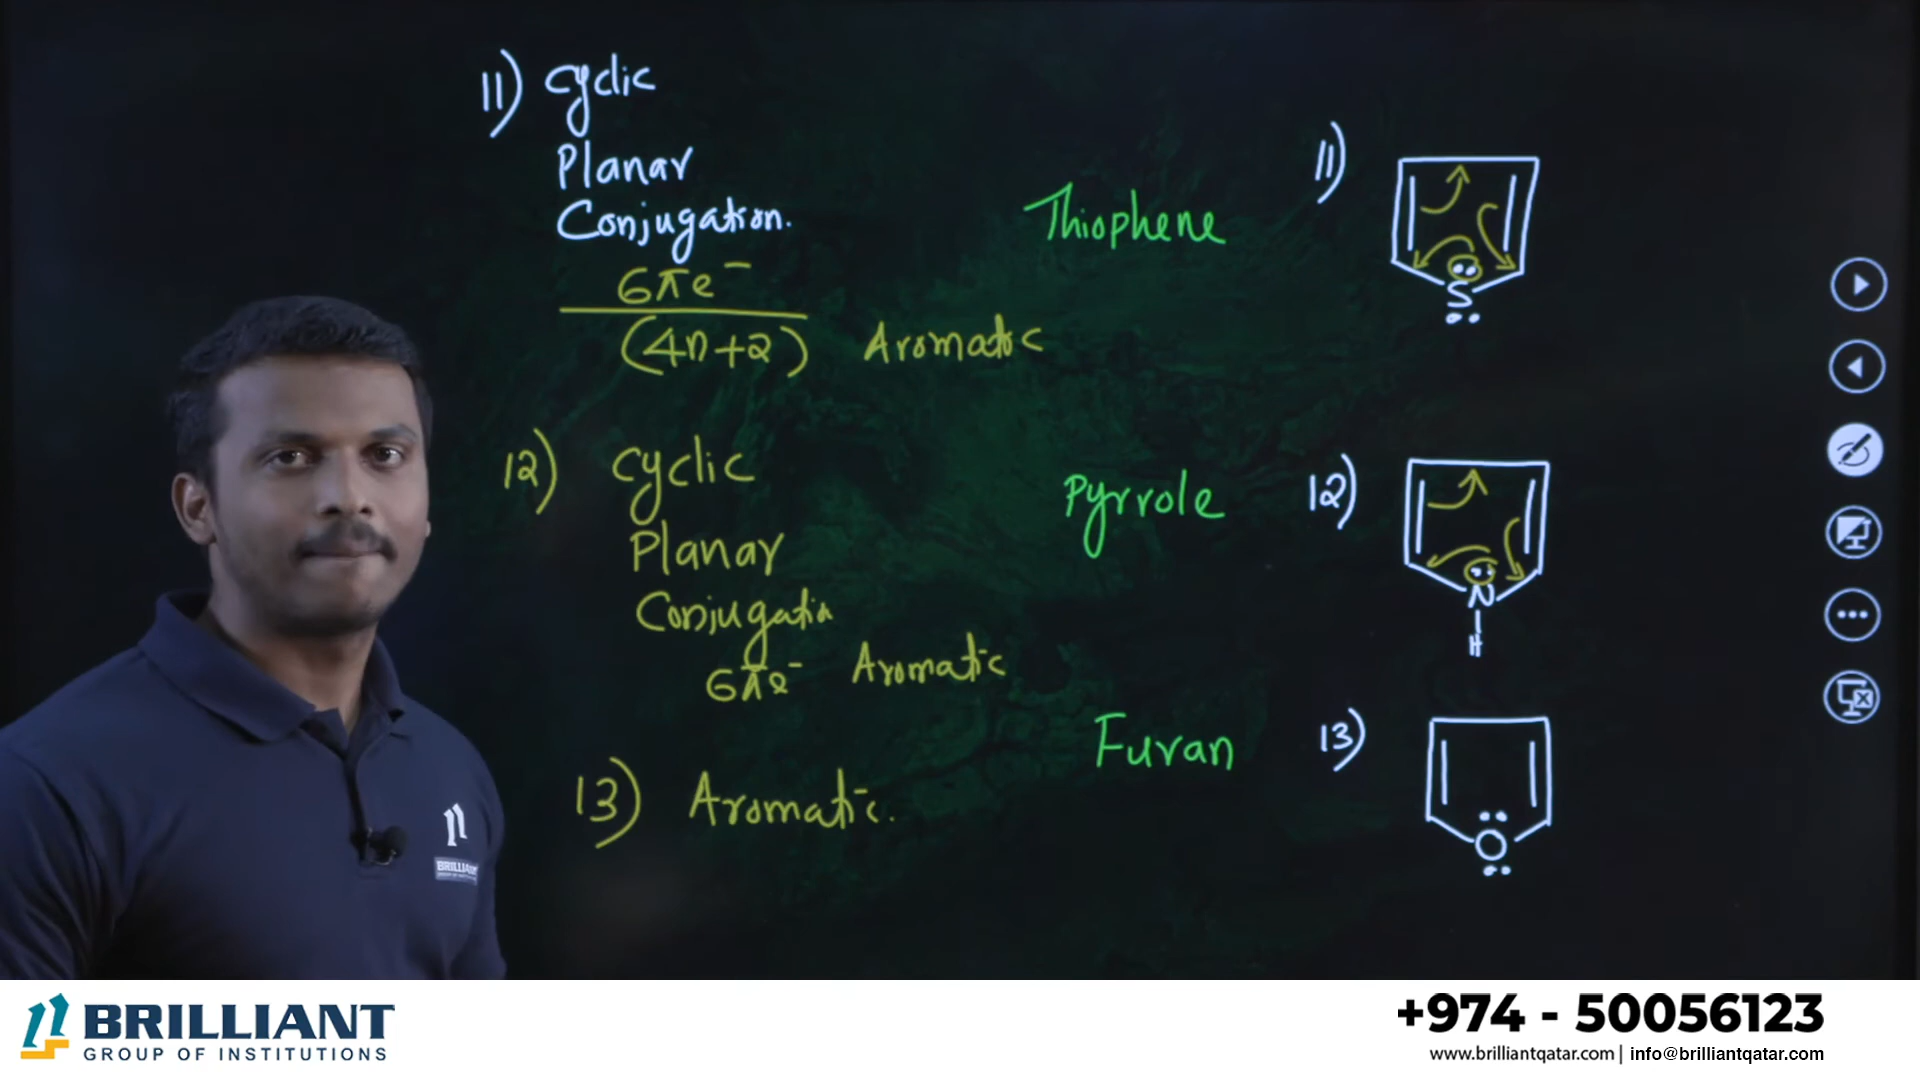 11) Cyclic
Planar
Conjugation.
6πe⁻
(4n+2) Aromatic
Thiophene 11)
S
12) Cyclic
Planar
Conjugation
6πe⁻ Aromatic
Pyrrole 12)
N
H
13) Aromatic.
Furan 13)
O
BRILLIANT
BRILLIANT
GROUP OF INSTITUTIONS
+974 - 50056123
www.brilliantqatar.com | info@brilliantqatar.com